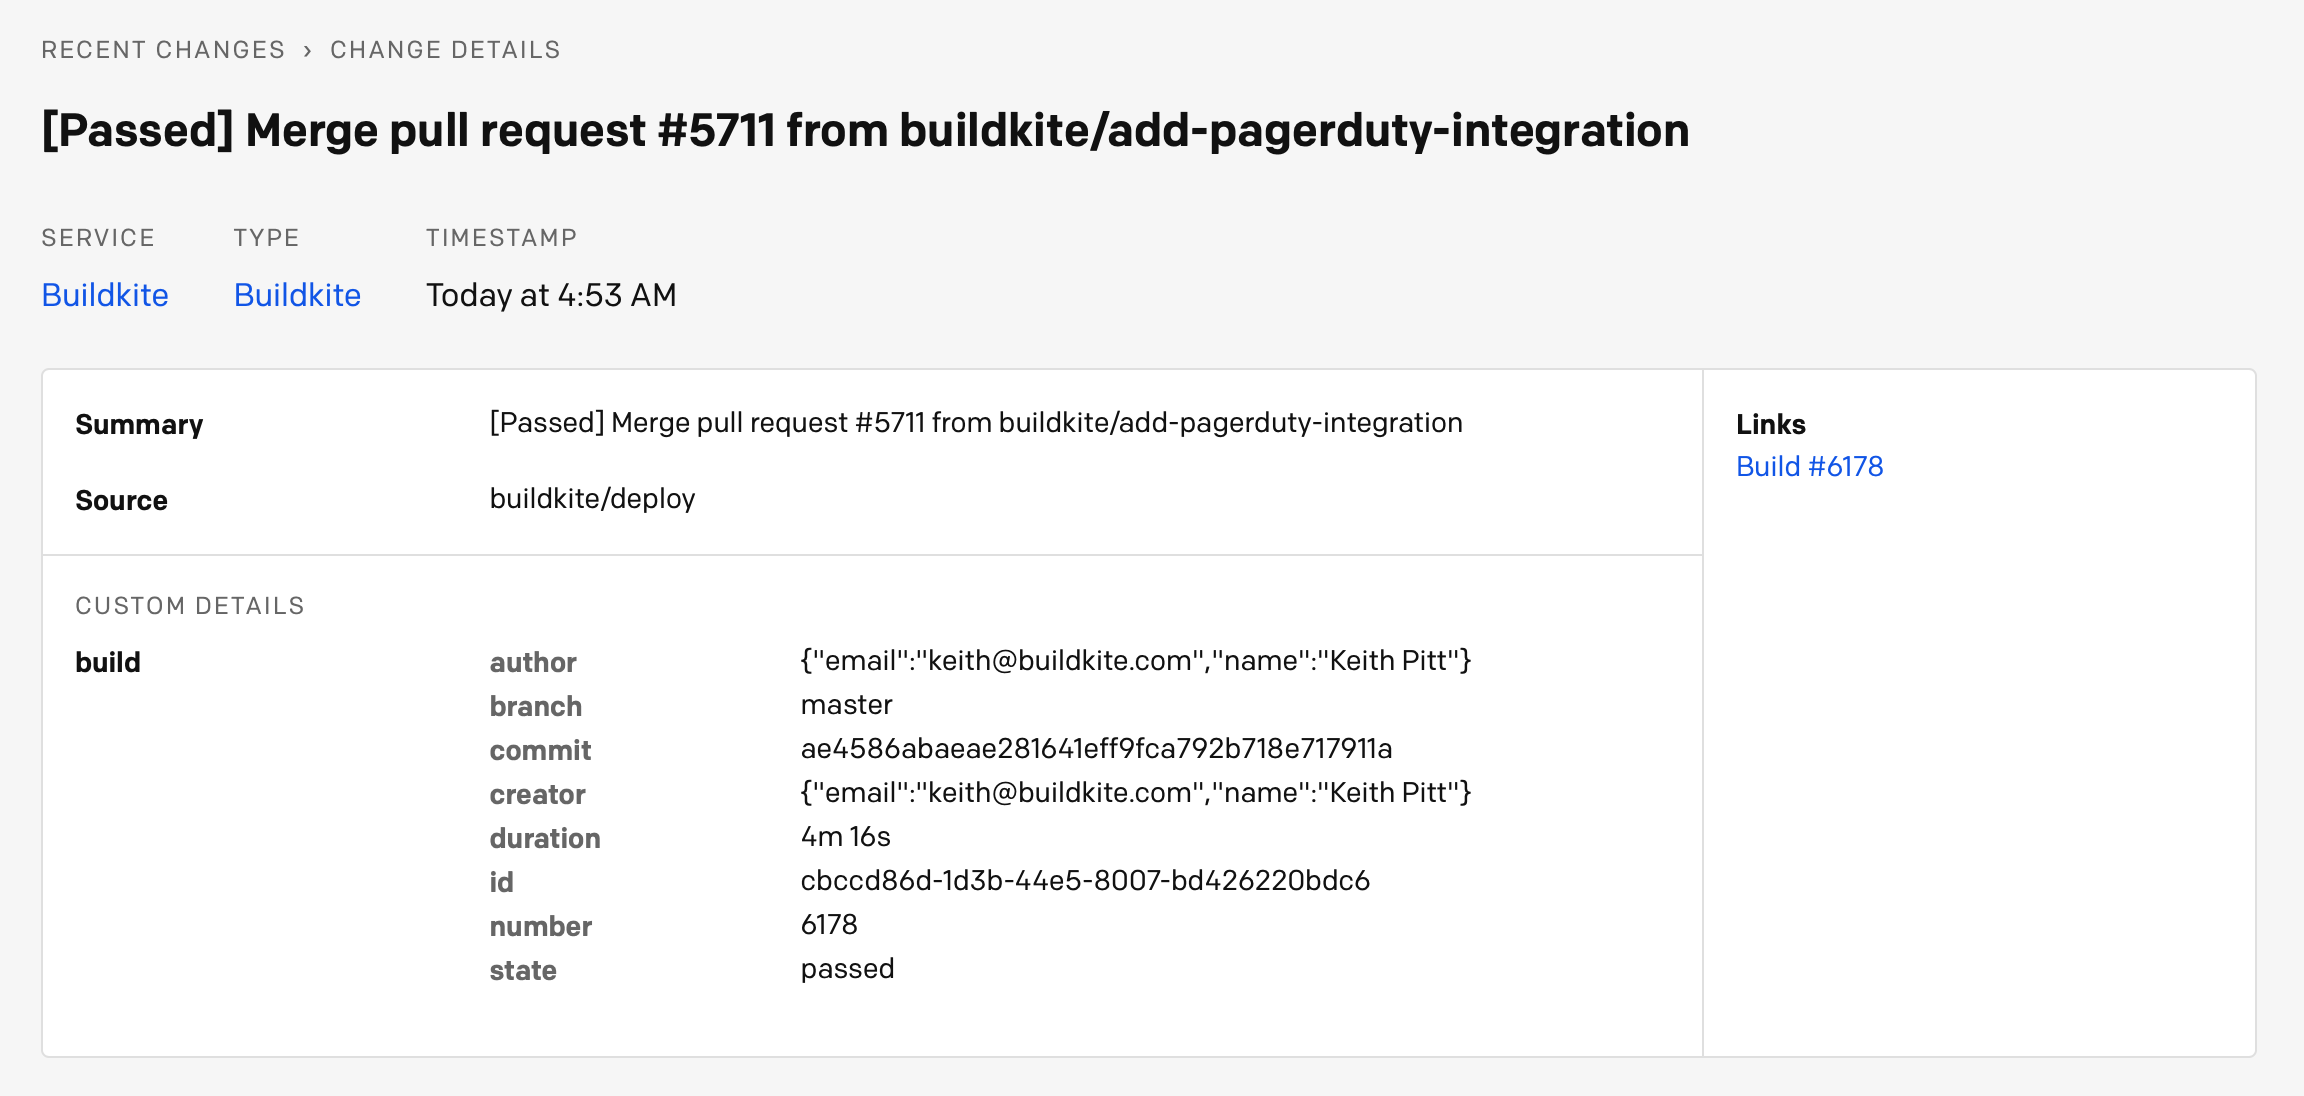 RECENT CHANGES › CHANGE DETAILS
[Passed] Merge pull request #5711 from buildkite/add-pagerduty-integration
SERVICE TYPE TIMESTAMP
Buildkite Buildkite Today at 4:53 AM
Summary [Passed] Merge pull request #5711 from buildkite/add-pagerduty-integration
Source buildkite/deploy
Links
Build #6178
CUSTOM DETAILS
build author {"email":"keith@buildkite.com","name":"Keith Pitt"}
branch master
commit ae4586abaeae281641eff9fca792b718e717911a
creator {"email":"keith@buildkite.com","name":"Keith Pitt"}
duration 4m 16s
id cbccd86d-1d3b-44e5-8007-bd426220bdc6
number 6178
state passed